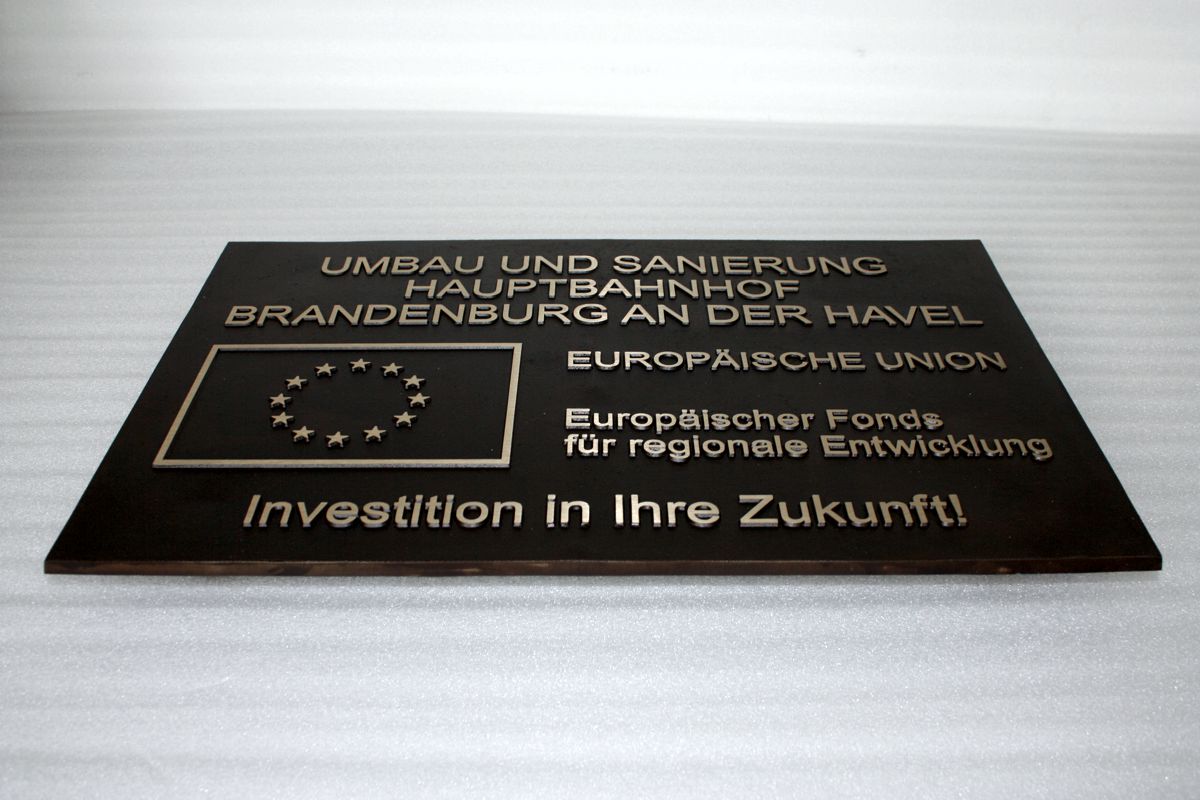 UMBAU UND SANIERUNG
HAUPTBAHNHOF
BRANDENBURG AN DER HAVEL
EUROPÄISCHE UNION
Europäischer Fonds
für regionale Entwicklung
Investition in Ihre Zukunft!